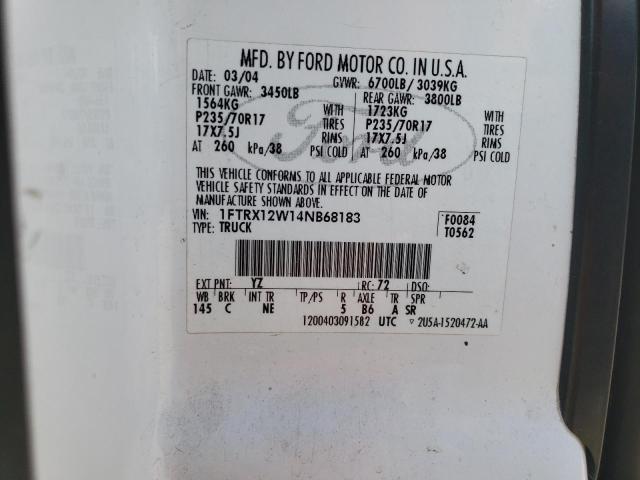 MFD. BY FORD MOTOR CO. IN U.S.A.
DATE: 03/04 GVWR: 6700LB/ 3039KG
FRONT GAWR: 3450LB REAR GAWR: 3800LB
1564KG WITH 1723KG WITH
P235/70R17 TIRES P235/70R17 TIRES
17X7.5J RIMS 17X7.5J RIMS
AT 260 kPa/38 PSI COLD AT 260 kPa/38 PSI COLD
Ford
THIS VEHICLE CONFORMS TO ALL APPLICABLE FEDERAL MOTOR
VEHICLE SAFETY STANDARDS IN EFFECT ON THE DATE OF
MANUFACTURE SHOWN ABOVE.
VIN: 1FTRX12W14NB68183 F0084
TYPE: TRUCK T0562
EXT PNT: YZ RC: 72 DSO:
WB BRK INT TR TP/PS R AXLE TR SPR
145 C NE 5 B6 A SR
1200403091582 UTC ▽ 2U5A-1520472-AA